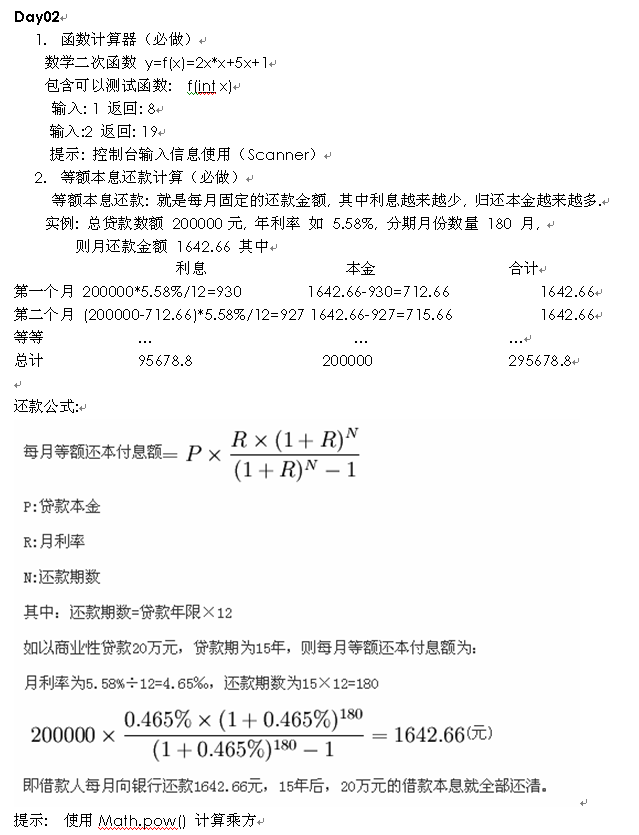 Day02
1. 函数计算器（必做）
数学二次函数 y=f(x)=2x*x+5x+1
包含可以测试函数: f(int x)
输入: 1 返回: 8
输入:2 返回: 19
提示: 控制台输入信息使用（Scanner）
2. 等额本息还款计算（必做）
等额本息还款: 就是每月固定的还款金额, 其中利息越来越少, 归还本金越来越多.
实例: 总贷款数额 200000 元, 年利率 如 5.58%, 分期月份数量 180 月,
则月还款金额 1642.66 其中
利息 本金 合计
第一个月 200000*5.58%/12=930 1642.66-930=712.66 1642.66
第二个月 (200000-712.66)*5.58%/12=927 1642.66-927=715.66 1642.66
等等 ... ... ...
总计 95678.8 200000 295678.8
还款公式:
每月等额还本付息额= P × R × (1 + R)^N / (1 + R)^N − 1
P:贷款本金
R:月利率
N:还款期数
其中：还款期数=贷款年限×12
如以商业性贷款20万元，贷款期为15年，则每月等额还本付息额为：
月利率为5.58%÷12=4.65‰，还款期数为15×12=180
200000 × 0.465% × (1 + 0.465%)^180 / (1 + 0.465%)^180 − 1 = 1642.66(元)
即借款人每月向银行还款1642.66元，15年后，20万元的借款本息就全部还清。
提示: 使用 Math.pow() 计算乘方